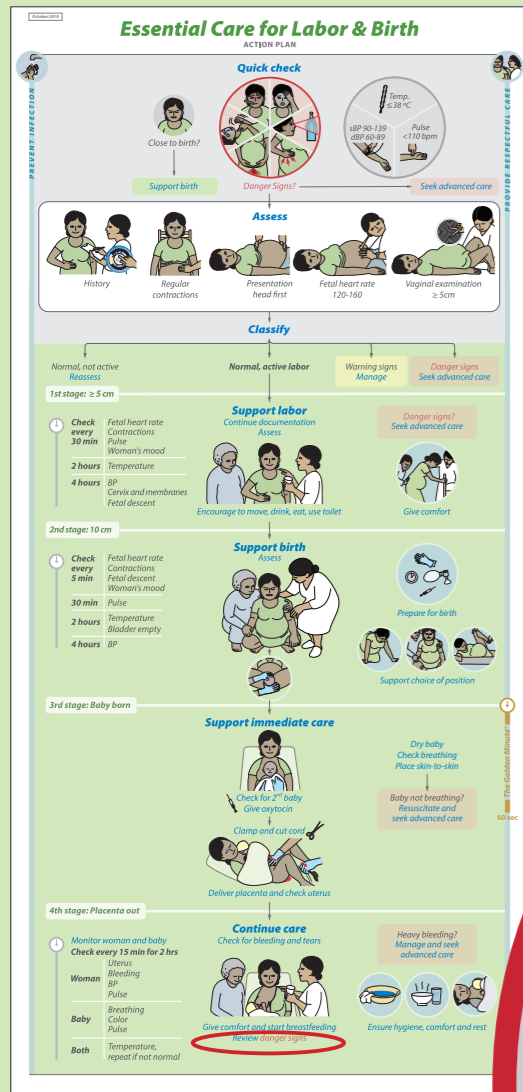 October 2019
Essential Care for Labor & Birth
ACTION PLAN
PREVENT INFECTION
PROVIDE RESPECTFUL CARE
Quick check
Close to birth?
Temp.
≤38 ºC
sBP 90-139
dBP 60-89
Pulse
<110 bpm
Support birth
Danger Signs?
Seek advanced care
Assess
History
Regular
contractions
Presentation
head first
Fetal heart rate
120-160
Vaginal examination
≥ 5cm
Classify
Normal, not active
Reassess
Normal, active labor
Warning signs
Manage
Danger signs
Seek advanced care
1st stage: ≥ 5 cm
Check
every
30 min
Fetal heart rate
Contractions
Pulse
Woman's mood
2 hours
Temperature
4 hours
BP
Cervix and membranes
Fetal descent
Support labor
Continue documentation
Assess
Encourage to move, drink, eat, use toilet
Danger signs?
Seek advanced care
Give comfort
2nd stage: 10 cm
Check
every
5 min
Fetal heart rate
Contractions
Fetal descent
Woman's mood
30 min
Pulse
2 hours
Temperature
Bladder empty
4 hours
BP
Support birth
Assess
Prepare for birth
Support choice of position
3rd stage: Baby born
Support immediate care
Check for 2nd baby
Give oxytocin
Clamp and cut cord
Deliver placenta and check uterus
Dry baby
Check breathing
Place skin-to-skin
Baby not breathing?
Resuscitate and
seek advanced care
The Golden Minute®
60 sec
4th stage: Placenta out
Monitor woman and baby
Check every 15 min for 2 hrs
Woman
Uterus
Bleeding
BP
Pulse
Baby
Breathing
Color
Pulse
Both
Temperature,
repeat if not normal
Continue care
Check for bleeding and tears
Give comfort and start breastfeeding
Review danger signs
Heavy bleeding?
Manage and seek
advanced care
Ensure hygiene, comfort and rest